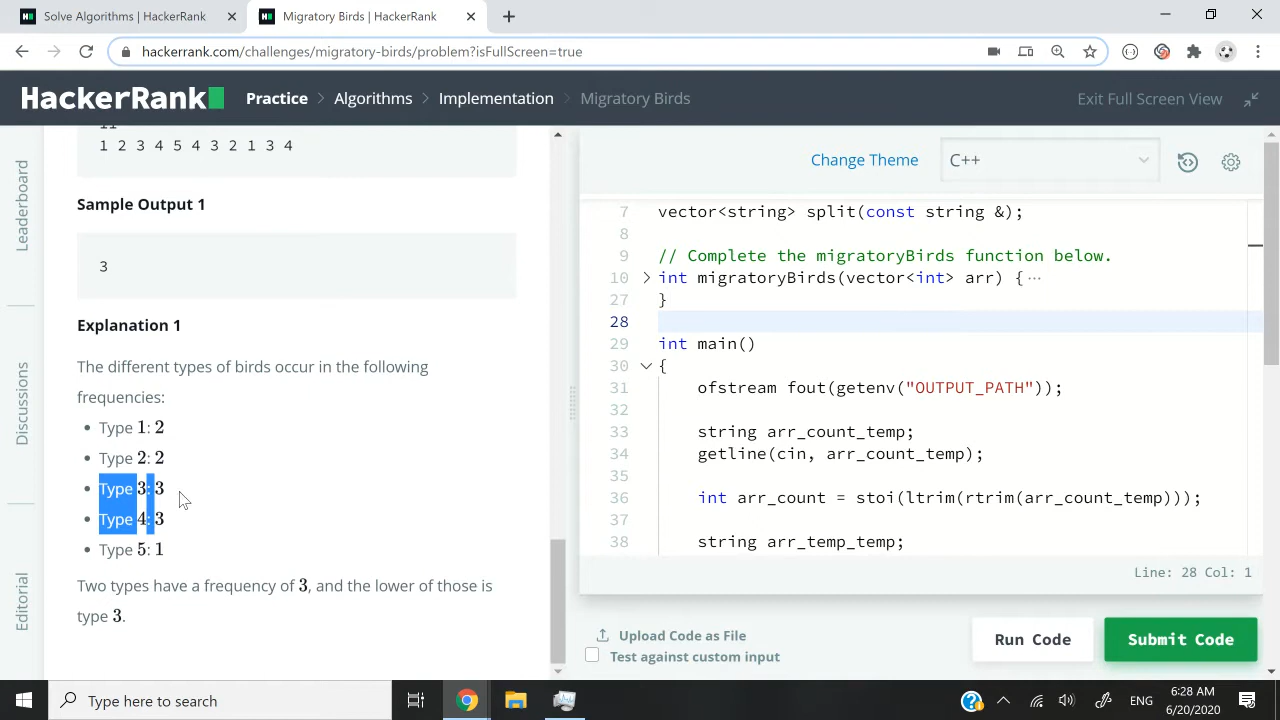 Solve Algorithms | HackerRank
Migratory Birds | HackerRank
hackerrank.com/challenges/migratory-birds/problem?isFullScreen=true
HackerRank
Practice > Algorithms > Implementation > Migratory Birds
Exit Full Screen View
Leaderboard
Discussions
Editorial
11
1 2 3 4 5 4 3 2 1 3 4
Sample Output 1
3
Explanation 1
The different types of birds occur in the following
frequencies:
• Type 1: 2
• Type 2: 2
• Type 3: 3
• Type 4: 3
• Type 5: 1
Two types have a frequency of 3, and the lower of those is
type 3.
Change Theme
C++
7 vector<string> split(const string &);
8
9 // Complete the migratoryBirds function below.
10 int migratoryBirds(vector<int> arr) {⋯
27 }
28
29 int main()
30 {
31 ofstream fout(getenv("OUTPUT_PATH"));
32
33 string arr_count_temp;
34 getline(cin, arr_count_temp);
35
36 int arr_count = stoi(ltrim(rtrim(arr_count_temp)));
37
38 string arr_temp_temp;
Line: 28 Col: 1
Upload Code as File
Test against custom input
Run Code
Submit Code
Type here to search
ENG
6:28 AM
6/20/2020